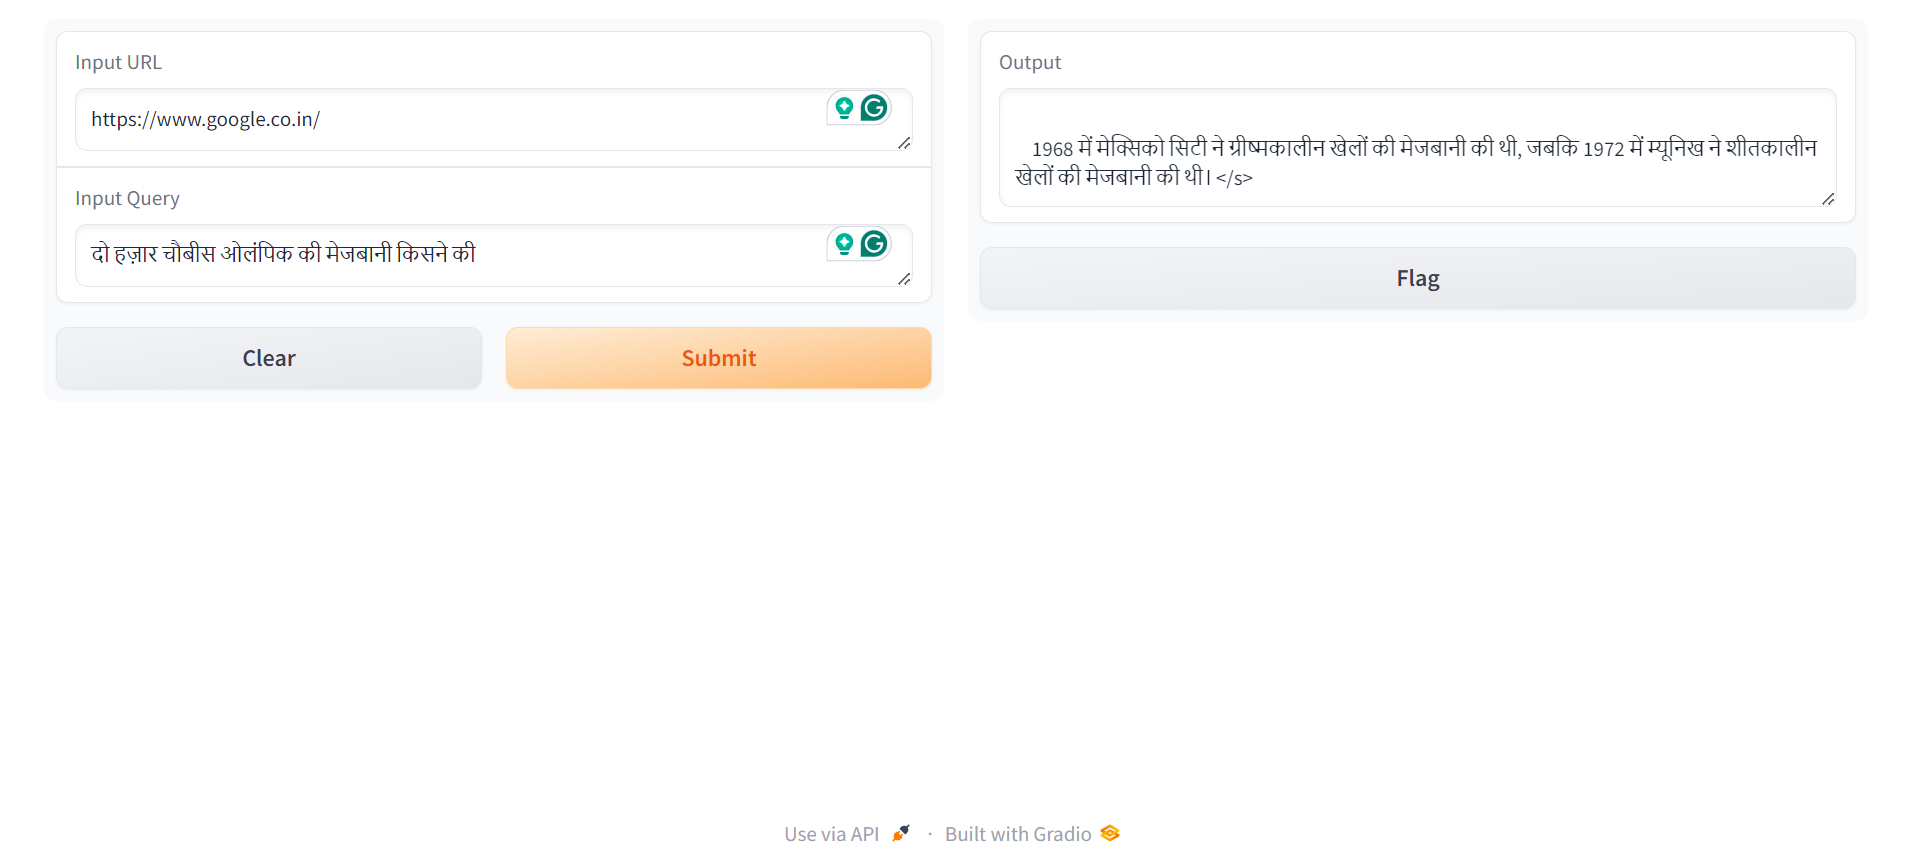 Input URL
https://www.google.co.in/
Input Query
दो हज़ार चौबीस ओलंपिक की मेजबानी किसने की
Clear
Submit
Output
1968 में मेक्सिको सिटी ने ग्रीष्मकालीन खेलों की मेजबानी की थी, जबकि 1972 में म्यूनिख ने शीतकालीन
खेलों की मेजबानी की थी। </s>
Flag
Use via API · Built with Gradio